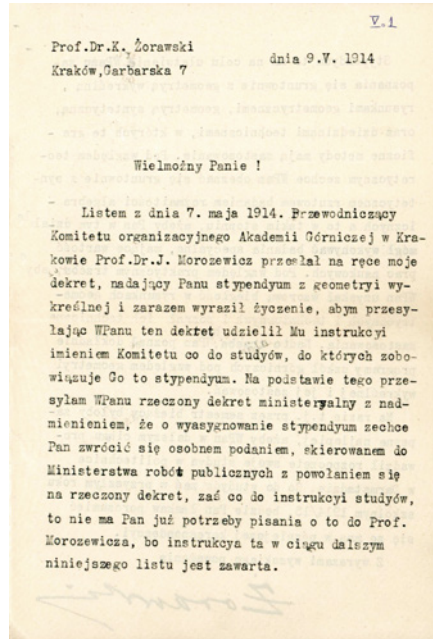 V.1
Prof.Dr.K. Żorawski
dnia 9.V. 1914
Kraków,Garbarska 7
Wielmożny Panie !
Listem z dnia 7. maja 1914. Przewodniczący
Komitetu organizacyjnego Akademii Górniczej w Kra-
kowie Prof.Dr.J. Morozewicz przesłał na ręce moje
dekret, nadający Panu stypendyum z geometryi wy-
kreślnej i zarazem wyraził życzenie, abym przesy-
łając WPanu ten dektet udzielił Mu instrukcyi
imieniem Komitetu co do studyów, do których zobo-
wiązuje Go to stypendyum. Na podstawie tego prze-
syłam WPanu rzeczony dekret ministeryalny z nad-
mienieniem, że o wyasygnowanie stypendyum zechce
Pan zwrócić się osobnem podaniem, skierowanem do
Ministerstwa robót publicznych z powołaniem się
na rzeczony dekret, zaś co do instrukcyi studyów,
to nie ma Pan już potrzeby pisania o to do Prof.
Morozewicza, bo instrukcya ta w ciągu dalszym
niniejszego listu jest zawarta.